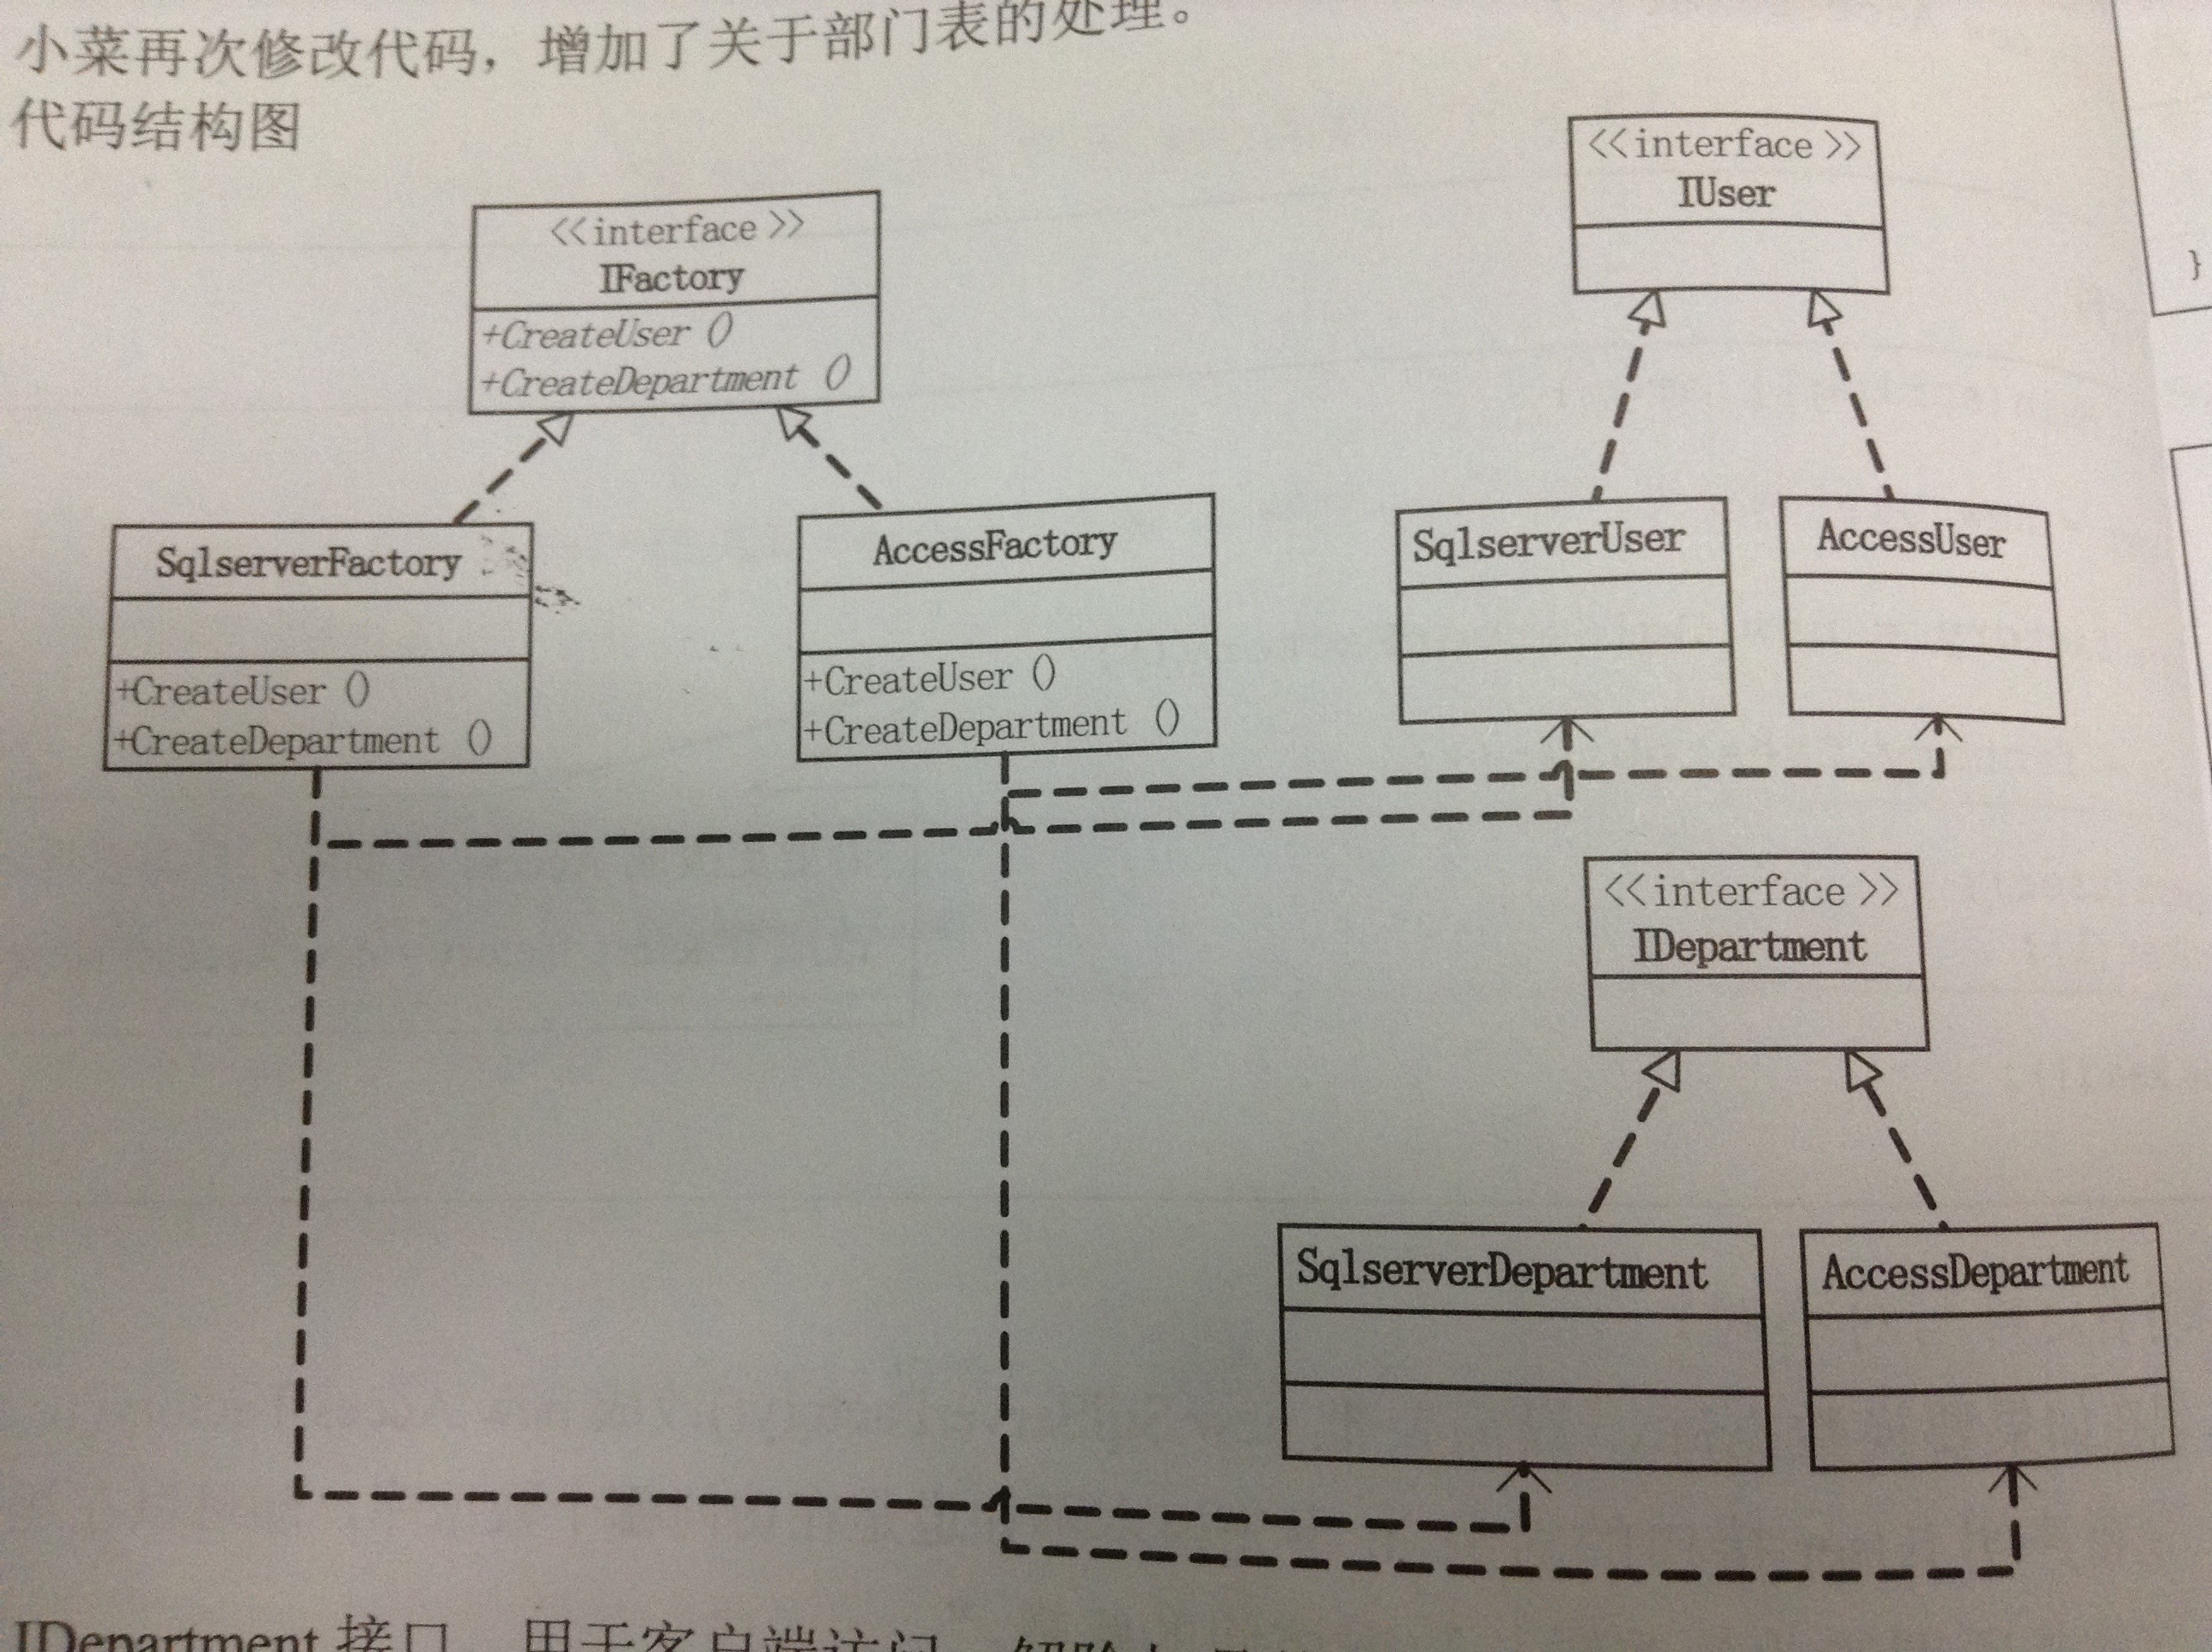 小菜再次修改代码，增加了关于部门表的处理。
代码结构图
<<interface>>
IFactory
+CreateUser ()
+CreateDepartment ()
<<interface>>
IUser
SqlserverFactory
+CreateUser ()
+CreateDepartment ()
AccessFactory
+CreateUser ()
+CreateDepartment ()
SqlserverUser
AccessUser
<<interface>>
IDepartment
SqlserverDepartment
AccessDepartment
IDepartment 接口，用于客户端访问，解除
}